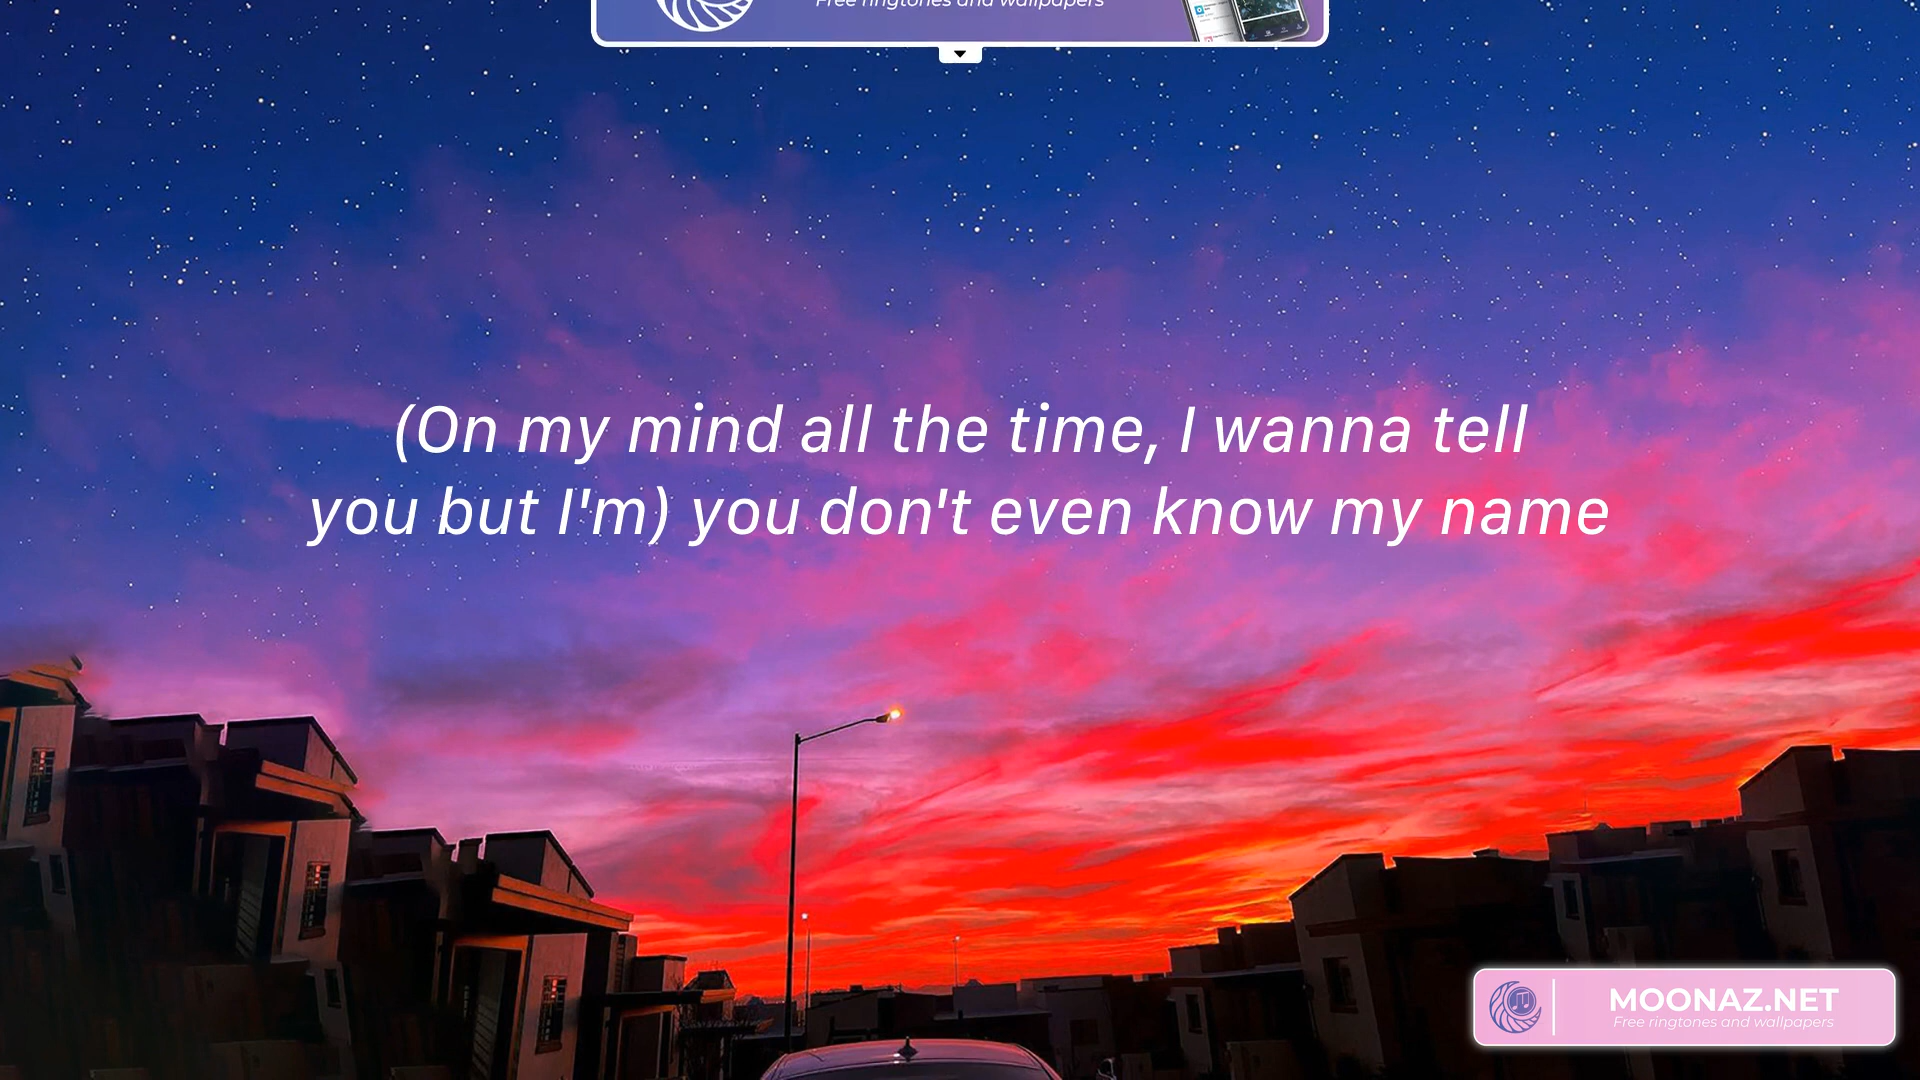 Free ringtones and wallpapers
(On my mind all the time, I wanna tell
you but I'm) you don't even know my name
MOONAZ.NET
Free ringtones and wallpapers